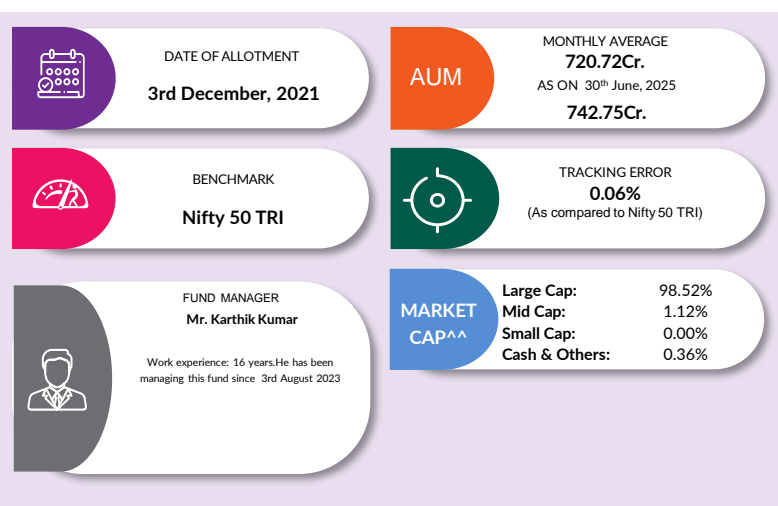 DATE OF ALLOTMENT
3rd December, 2021
AUM
MONTHLY AVERAGE
720.72Cr.
AS ON 30th June, 2025
742.75Cr.
BENCHMARK
Nifty 50 TRI
TRACKING ERROR
0.06%
(As compared to Nifty 50 TRI)
FUND MANAGER
Mr. Karthik Kumar
Work experience: 16 years.He has been
managing this fund since 3rd August 2023
MARKET
CAP^^
Large Cap: 98.52%
Mid Cap: 1.12%
Small Cap: 0.00%
Cash & Others: 0.36%